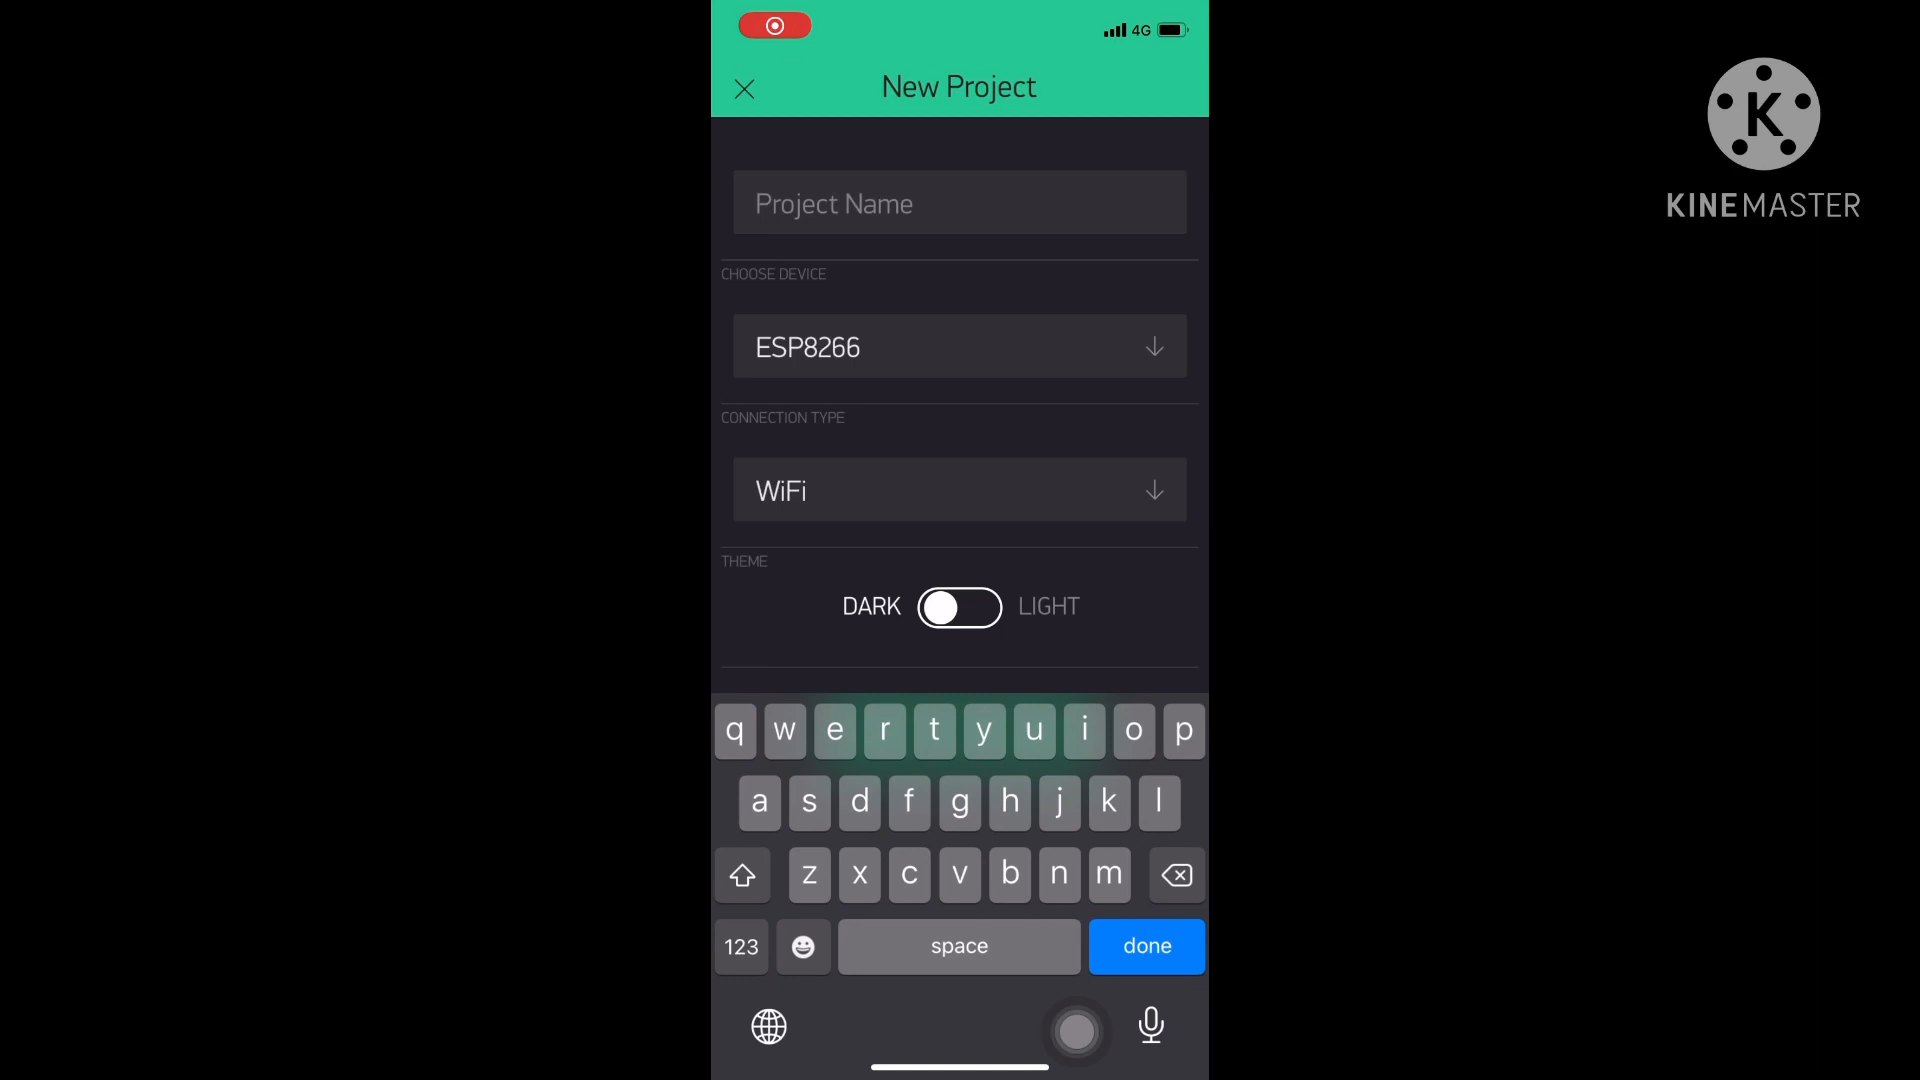 4G
New Project
Project Name
CHOOSE DEVICE
ESP8266
CONNECTION TYPE
WiFi
THEME
DARK LIGHT
q w e r t y u i o p
a s d f g h j k l
z x c v b n m
123 space done
K
KINEMASTER